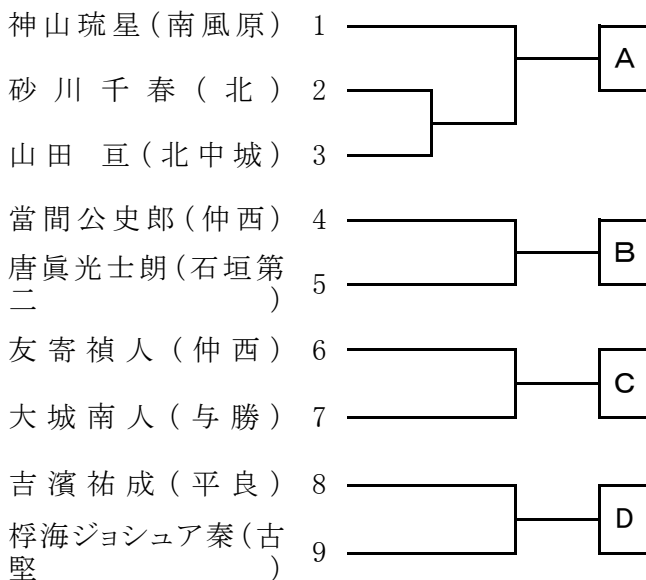 神山琉星(南風原) 1
A
砂川千春(北) 2
山田 亘(北中城) 3
當間公史郎(仲西) 4
B
唐眞光士朗(石垣第
二) 5
友寄禎人(仲西) 6
C
大城南人(与勝) 7
吉濱祐成(平良) 8
D
桴海ジョシュア秦(古
堅) 9